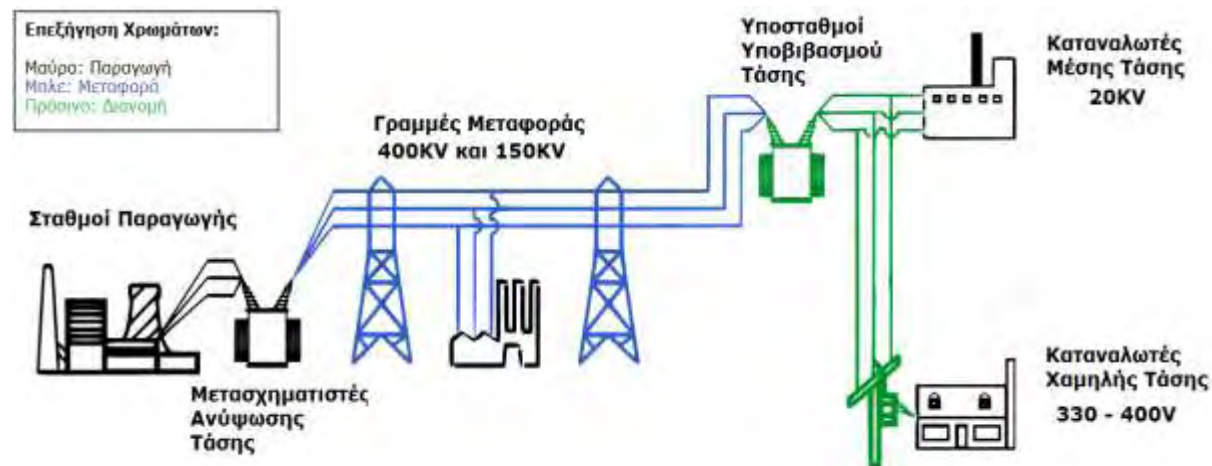 Επεξήγηση Χρωμάτων:
Μαύρα: Παραγωγή
Μπλε: Μεταφορά
Πράσινο: Διανομή
Υποσταθμοί
Υποβιβασμού
Τάσης
Καταναλωτές
Μέσης Τάσης
20KV
Γραμμές Μεταφοράς
400KV και 150KV
Σταθμοί Παραγωγής
Μετασχηματιστές
Ανύψωσης
Τάσης
Καταναλωτές
Χαμηλής Τάσης
330 - 400V